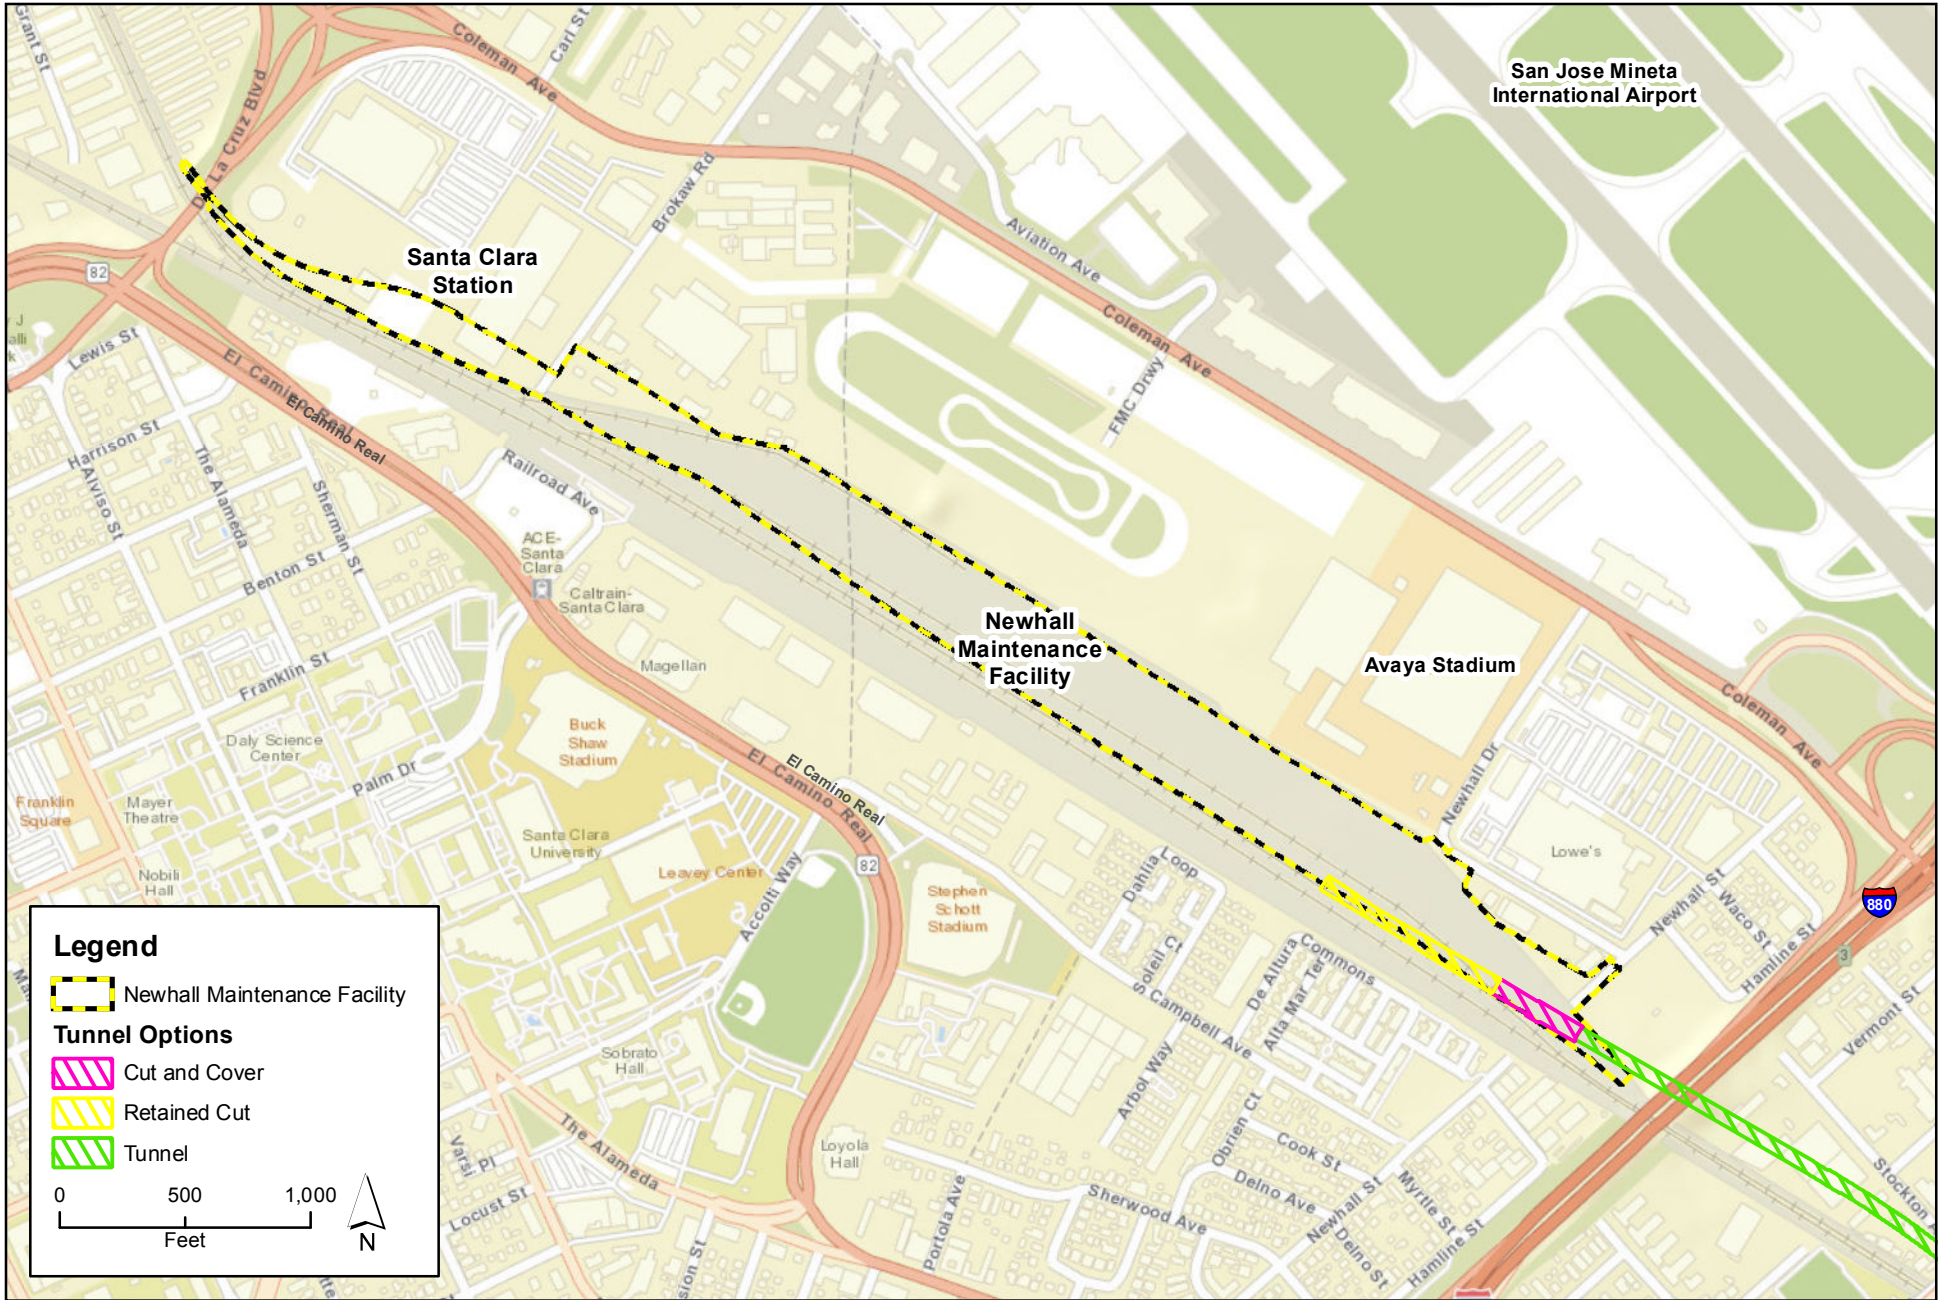 Grant St
De La Cruz Blvd
Coleman Ave
Carl St
San Jose Mineta
International Airport
Brokaw Rd
Aviation Ave
Santa Clara
Station
82
Coleman Ave
FMC Drwy
Lewis St
El Camino Real
El Camino Real
Harrison St
Alviso St
The Alameda
Sherman St
Railroad Ave
Benton St
ACE-
Santa
Clara
Caltrain-
Santa Clara
Newhall
Maintenance
Facility
Magellan
Avaya Stadium
Franklin St
Coleman Ave
Buck
Shaw
Stadium
Daly Science
Center
Palm Dr
El Camino Real
El Camino Real
Newhall Dr
Franklin
Square
Mayer
Theatre
Santa Clara
University
Lowe's
Nobili
Hall
Leavey Center
Accolti Way
82
Stephen
Schott
Stadium
Dahlia
Loop
Newhall St
Waco St
Hamline St
880
3
Soleil Ct
De Altura
Commons
Alta Mar Ter
S Campbell Ave
Vermont St
Legend
Newhall Maintenance Facility
Tunnel Options
Cut and Cover
Retained Cut
Tunnel
0 500 1,000
Feet
N
Sobrato
Hall
The Alameda
Varsi Pl
Locust St
Loyola
Hall
Portola Ave
Arbol Way
Obrien Ct
Cook St
Delno Ave
Sherwood Ave
Newhall St
Myrtle St
Delno St
Hamline St
Stockton